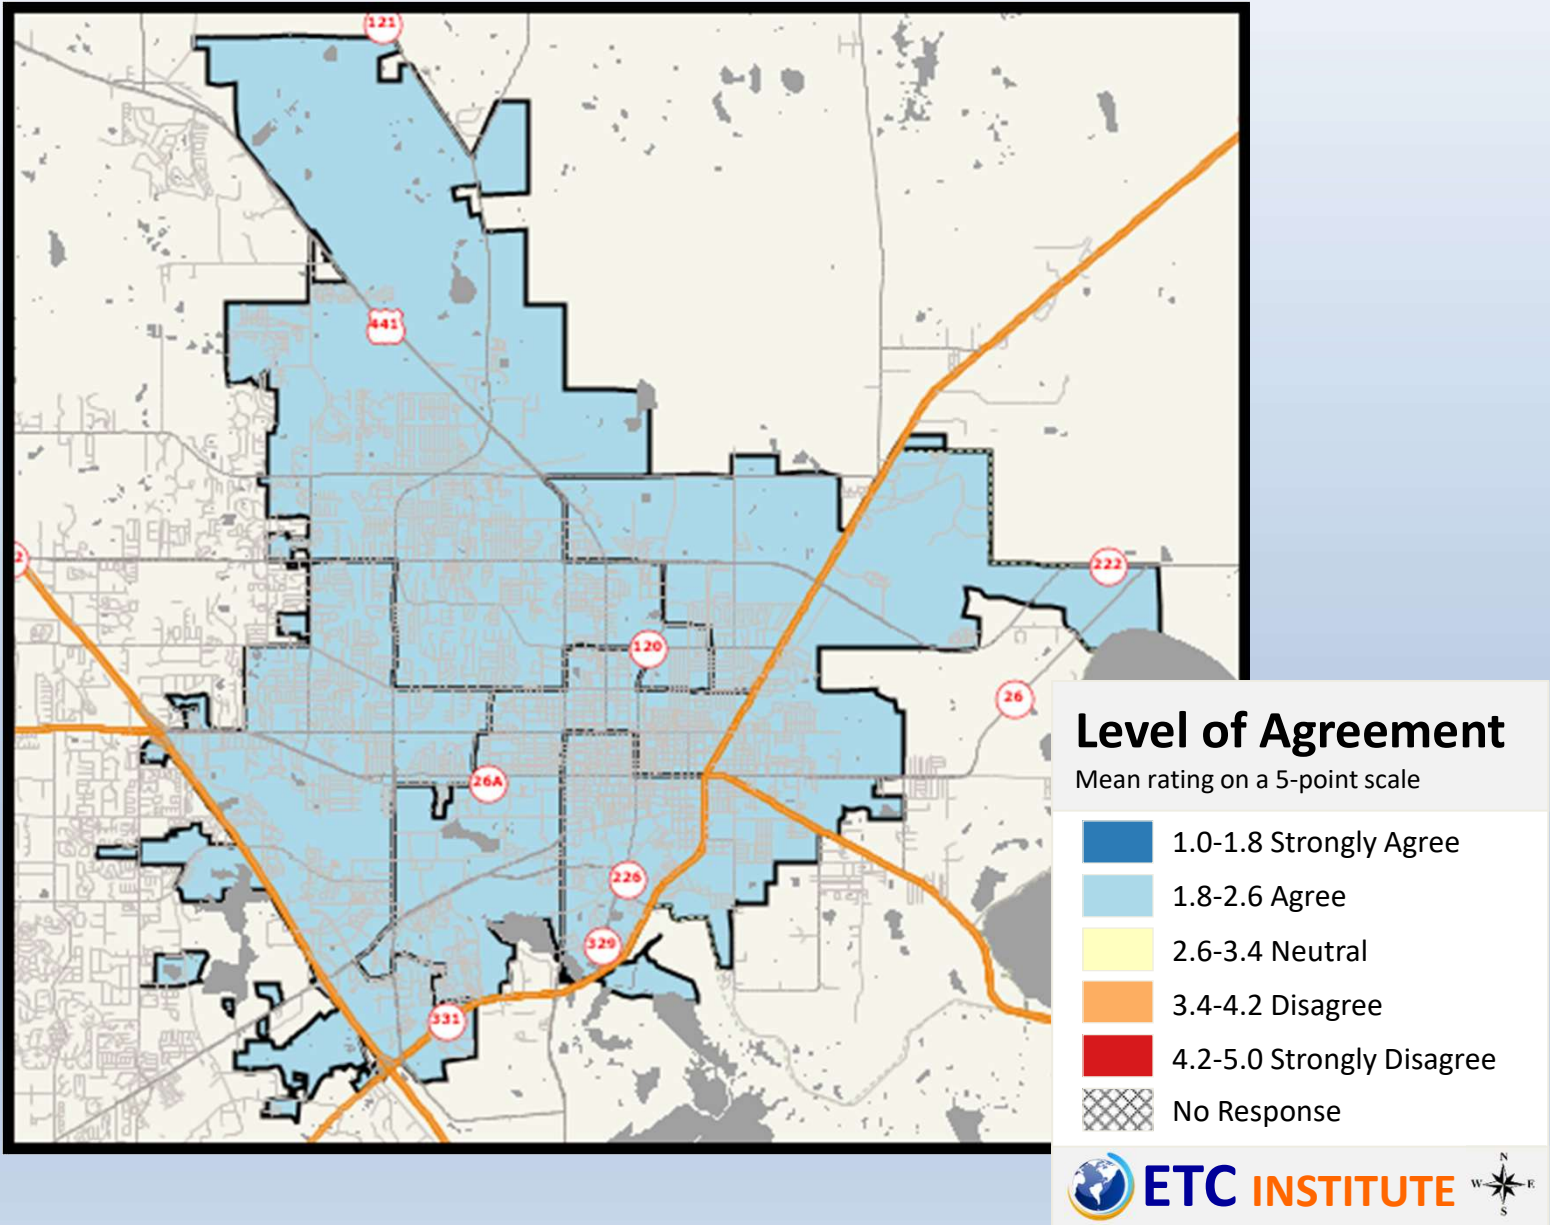 121
441
2
222
120
26
26A
226
329
331
Level of Agreement
Mean rating on a 5-point scale
1.0-1.8 Strongly Agree
1.8-2.6 Agree
2.6-3.4 Neutral
3.4-4.2 Disagree
4.2-5.0 Strongly Disagree
No Response
ETC INSTITUTE
N
W E
S